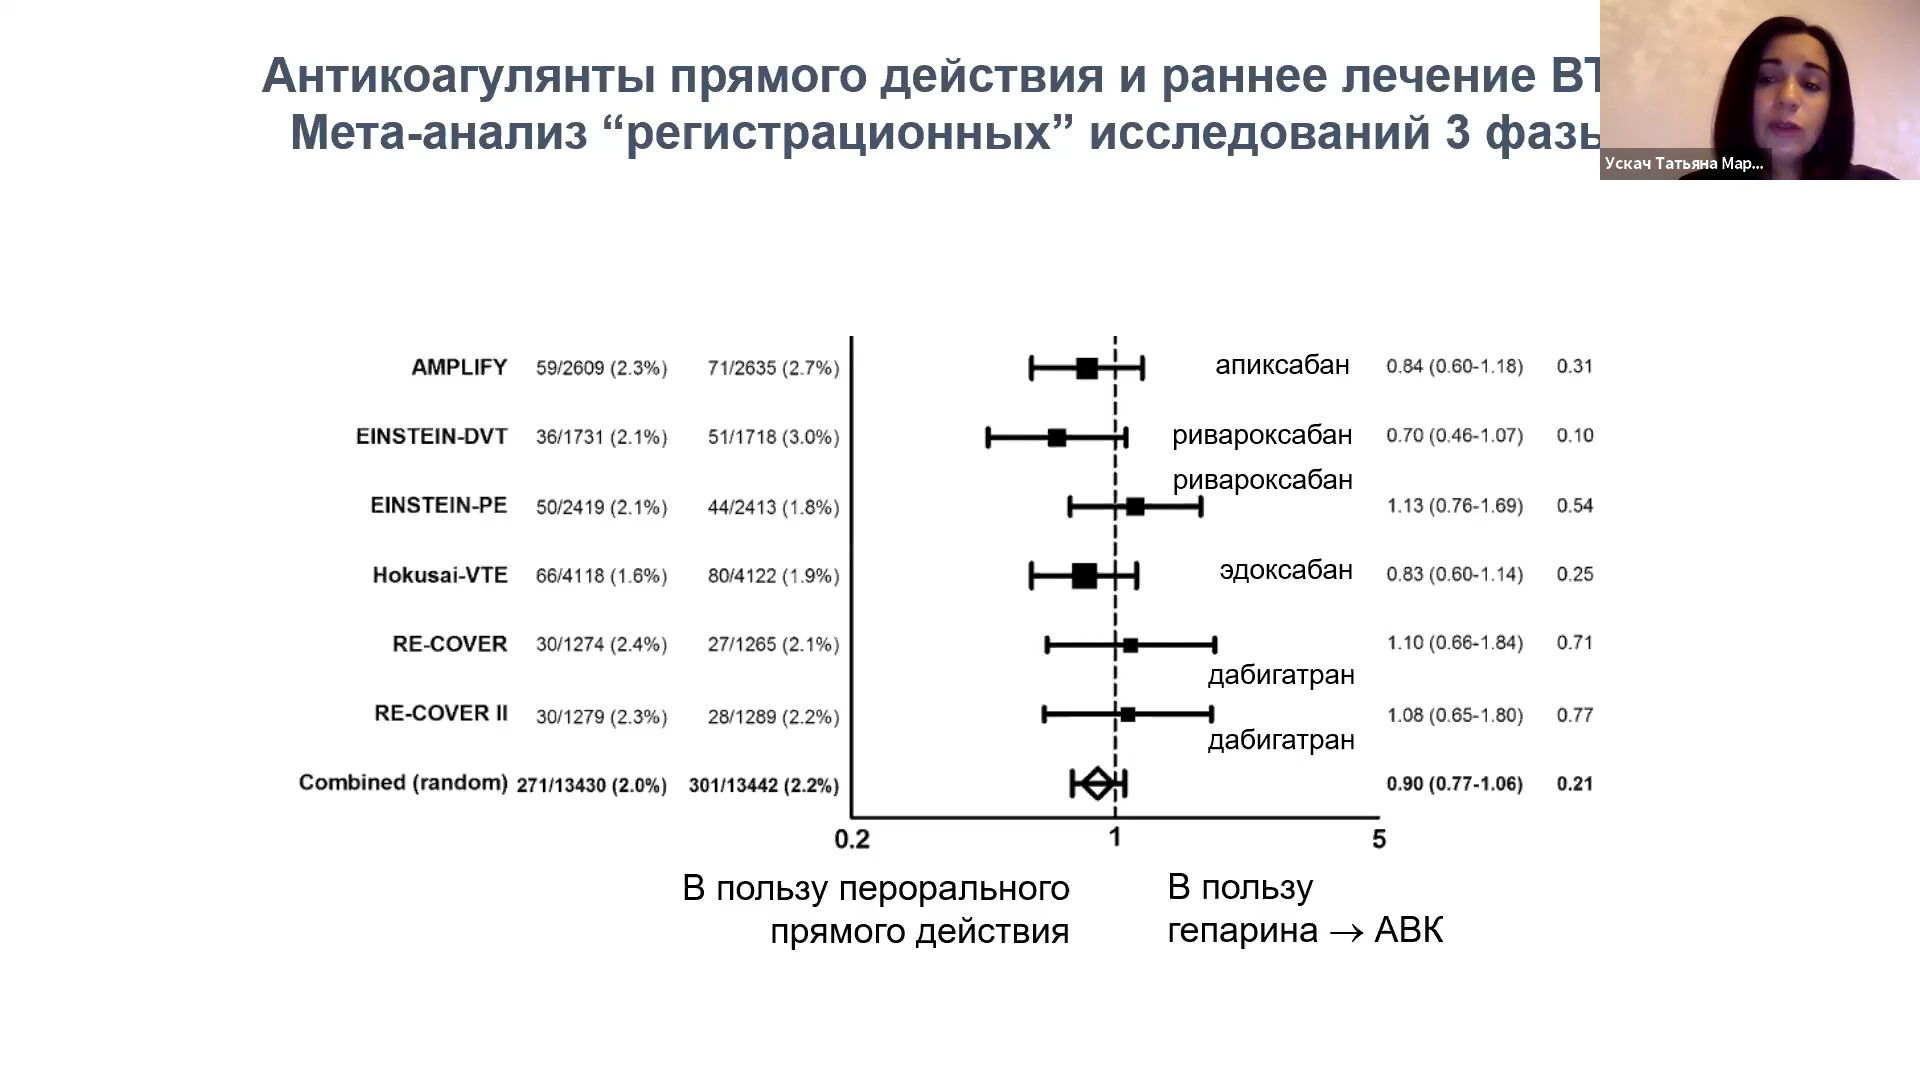 Антикоагулянты прямого действия и раннее лечение ВТ
Мета-анализ “регистрационных” исследований 3 фазы
Ускач Татьяна Мар...
AMPLIFY 59/2609 (2.3%) 71/2635 (2.7%) апиксабан 0.84 (0.60-1.18) 0.31
EINSTEIN-DVT 36/1731 (2.1%) 51/1718 (3.0%) ривароксабан 0.70 (0.46-1.07) 0.10
ривароксабан
EINSTEIN-PE 50/2419 (2.1%) 44/2413 (1.8%) 1.13 (0.76-1.69) 0.54
Hokusai-VTE 66/4118 (1.6%) 80/4122 (1.9%) эдоксабан 0.83 (0.60-1.14) 0.25
RE-COVER 30/1274 (2.4%) 27/1265 (2.1%) 1.10 (0.66-1.84) 0.71
дабигатран
RE-COVER II 30/1279 (2.3%) 28/1289 (2.2%) 1.08 (0.65-1.80) 0.77
дабигатран
Combined (random) 271/13430 (2.0%) 301/13442 (2.2%) 0.90 (0.77-1.06) 0.21
0.2 1 5
В пользу перорального
прямого действия
В пользу
гепарина → АВК